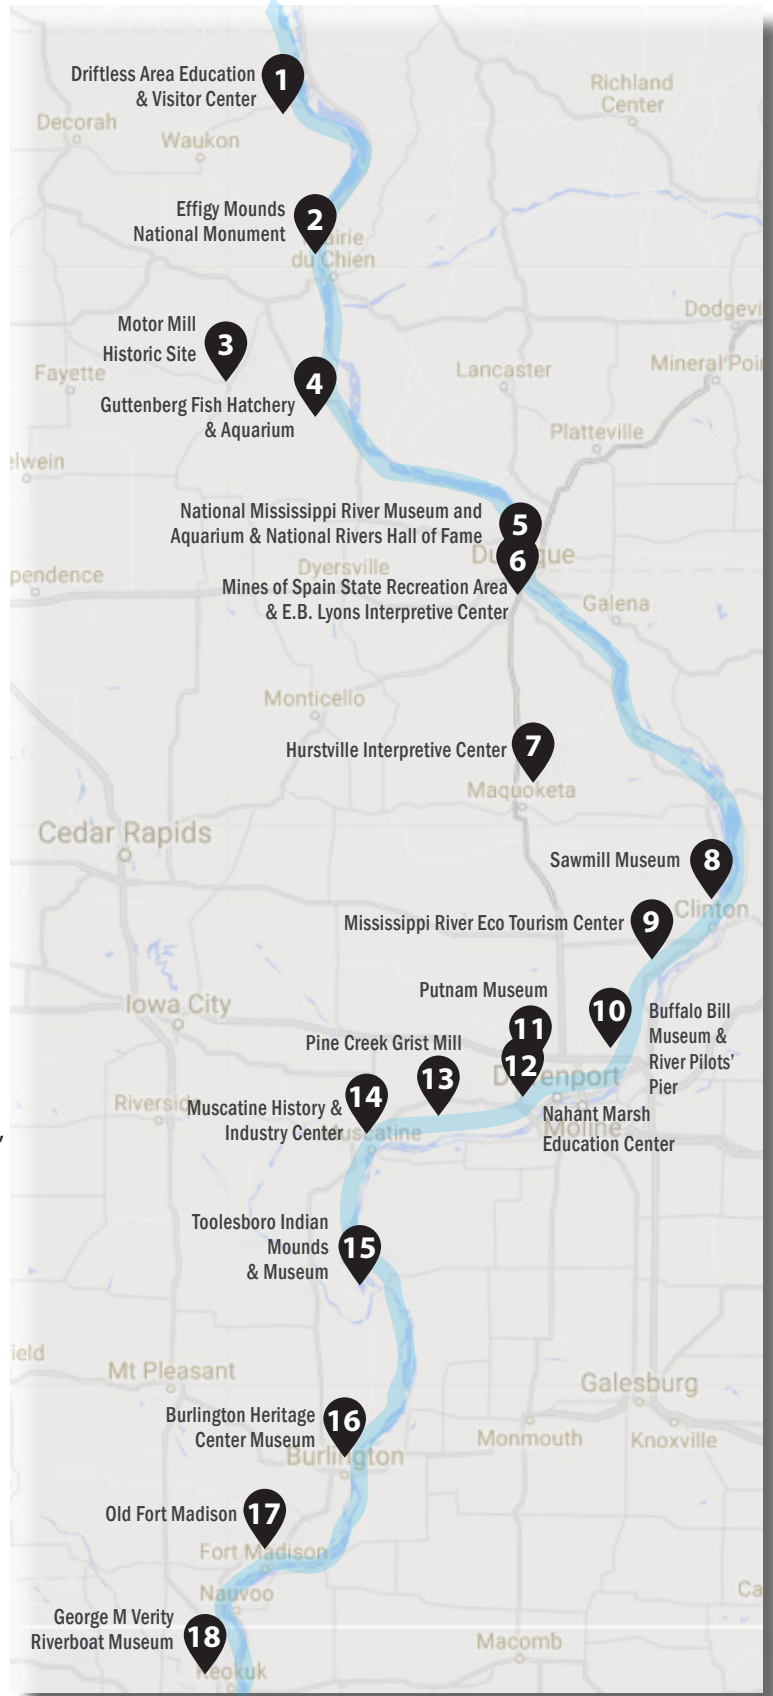 Driftless Area Education
& Visitor Center
1
Richland
Center
Decorah
Waukon
Effigy Mounds
National Monument
2
du Chien
Motor Mill
Historic Site
3
Dodgevi
Fayette
4
Lancaster
Mineral Poi
Guttenberg Fish Hatchery
& Aquarium
Platteville
elwein
National Mississippi River Museum and
Aquarium & National Rivers Hall of Fame
5
6
Dyersville
pendence
Mines of Spain State Recreation Area
& E.B. Lyons Interpretive Center
Galena
Monticello
Hurstville Interpretive Center
7
Maquoketa
Cedar Rapids
Sawmill Museum
8
Clinton
Mississippi River Eco Tourism Center
9
Putnam Museum
Iowa City
10
Buffalo Bill
Museum &
River Pilots'
Pier
11
Pine Creek Grist Mill
12
13
14
Riverside
Muscatine History &
Industry Center
Nahant Marsh
Education Center
Moline
Toolesboro Indian
Mounds
& Museum
15
ield
Mt Pleasant
Galesburg
Burlington Heritage
Center Museum
16
Monmouth
Knoxville
Burlington
Old Fort Madison
17
Fort Madison
Nauvoo
Ca
George M Verity
Riverboat Museum
18
Macomb
Keokuk